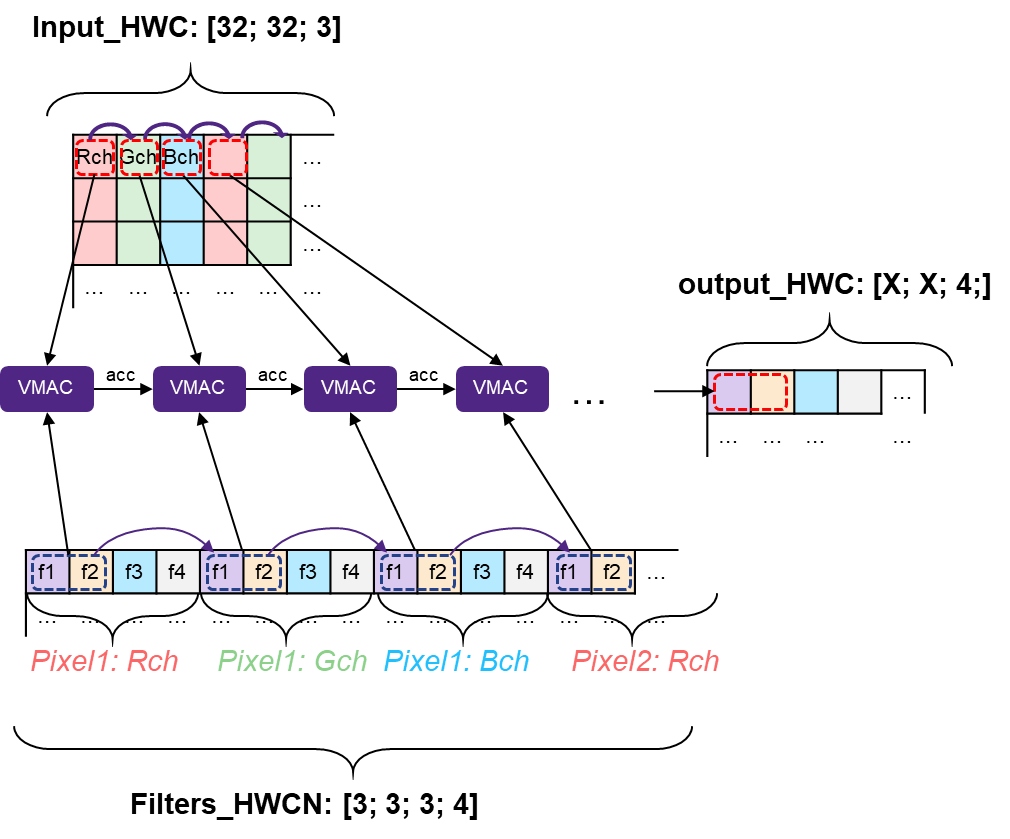 Input_HWC: [32; 32; 3]
Rch Gch Bch ...
...
...
... ... ... ... ... ...
output_HWC: [X; X; 4;]
VMAC acc VMAC acc VMAC acc VMAC ... ...
... ... ... ...
f1 f2 f3 f4 f1 f2 f3 f4 f1 f2 f3 f4 f1 f2 ...
... ... ... ... ... ... ... ... ... ... ... ... ... ... ...
Pixel1: Rch Pixel1: Gch Pixel1: Bch Pixel2: Rch
Filters_HWCN: [3; 3; 3; 4]